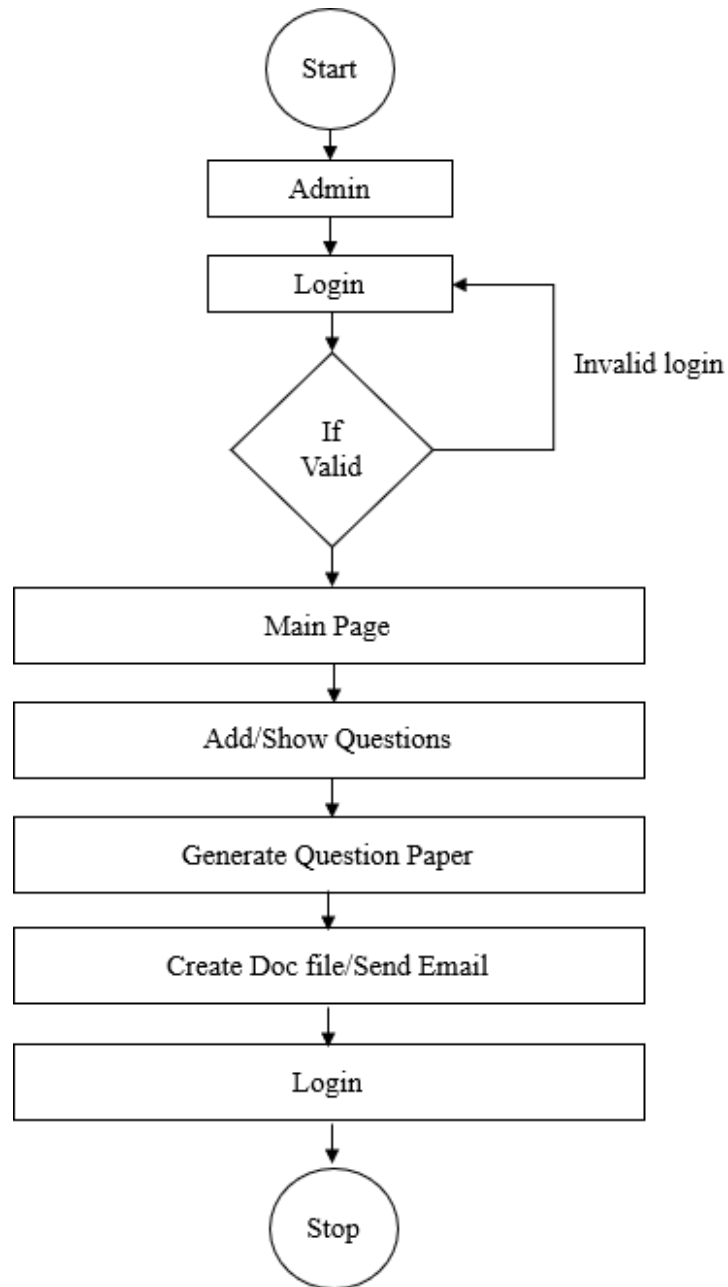 Start
Admin
Login
Invalid login
If
Valid
Main Page
Add/Show Questions
Generate Question Paper
Create Doc file/Send Email
Login
Stop